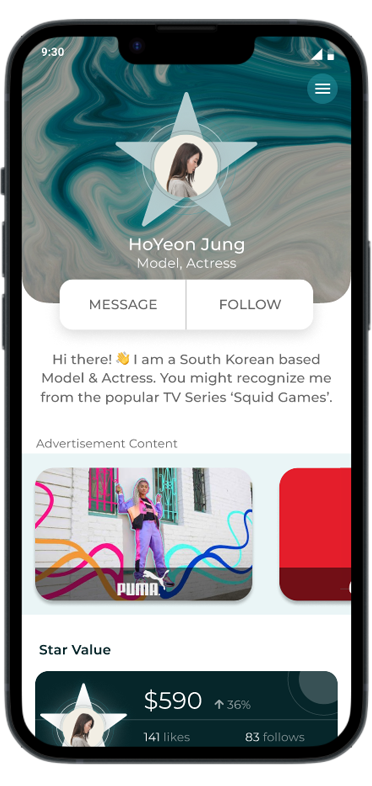 9:30
HoYeon Jung
Model, Actress
MESSAGE
FOLLOW
Hi there! 👋 I am a South Korean based
Model & Actress. You might recognize me
from the popular TV Series ‘Squid Games’.
Advertisement Content
PUMA
Star Value
$590 ↑ 36%
141 likes
83 follows